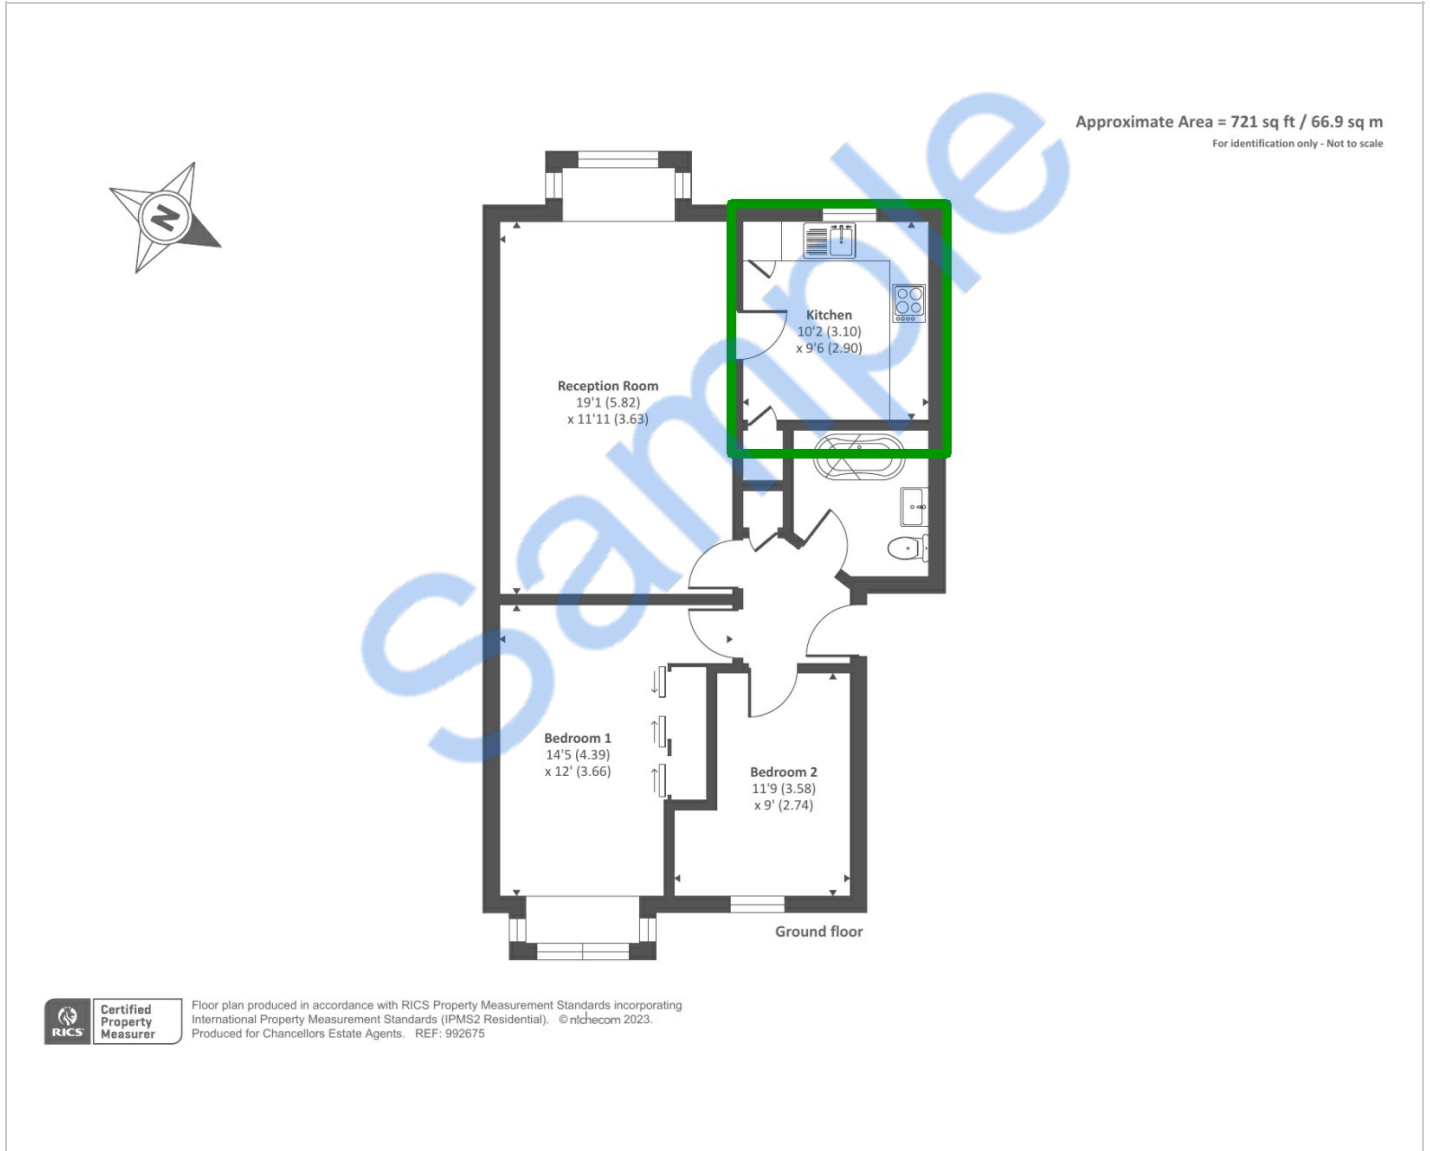 Approximate Area = 721 sq ft / 66.9 sq m
For identification only - Not to scale
N
Kitchen
10'2 (3.10)
x 9'6 (2.90)
Reception Room
19'1 (5.82)
x 11'11 (3.63)
Sample
Bedroom 1
14'5 (4.39)
x 12' (3.66)
Bedroom 2
11'9 (3.58)
x 9' (2.74)
Ground floor
RICS
Certified
Property
Measurer
Floor plan produced in accordance with RICS Property Measurement Standards incorporating
International Property Measurement Standards (IPMS2 Residential). © nichecom 2023.
Produced for Chancellors Estate Agents. REF: 992675